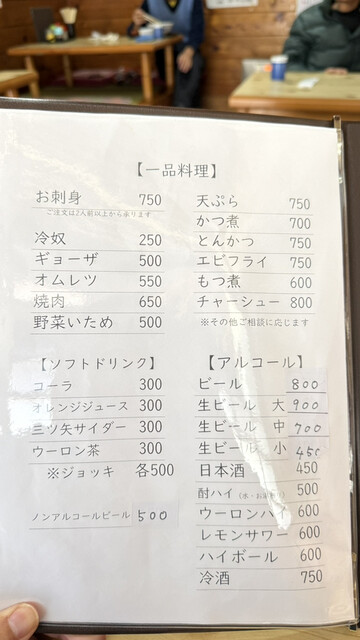 【一品料理】
お刺身 750
ご注文は2人前以上から承ります
冷奴 250
ギョーザ 500
オムレツ 550
焼肉 650
野菜いため 500
天ぷら 750
かつ煮 700
とんかつ 750
エビフライ 750
もつ煮 600
チャーシュー 800
※その他ご相談に応じます
【ソフトドリンク】
コーラ 300
オレンジジュース 300
三ツ矢サイダー 300
ウーロン茶 300
※ジョッキ 各500
ノンアルコールビール 500
【アルコール】
ビール 800
生ビール 大 900
生ビール 中 700
生ビール 小 450
日本酒 450
酎ハイ (水・お湯割り) 500
ウーロンハイ 600
レモンサワー 600
ハイボール 600
冷酒 750